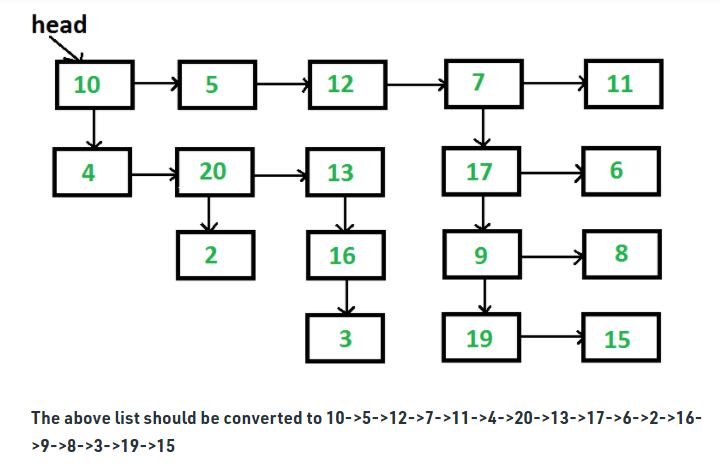 head
10 5 12 7 11
4 20 13 17 6
2 16 9 8
3 19 15
The above list should be converted to 10->5->12->7->11->4->20->13->17->6->2->16-
>9->8->3->19->15